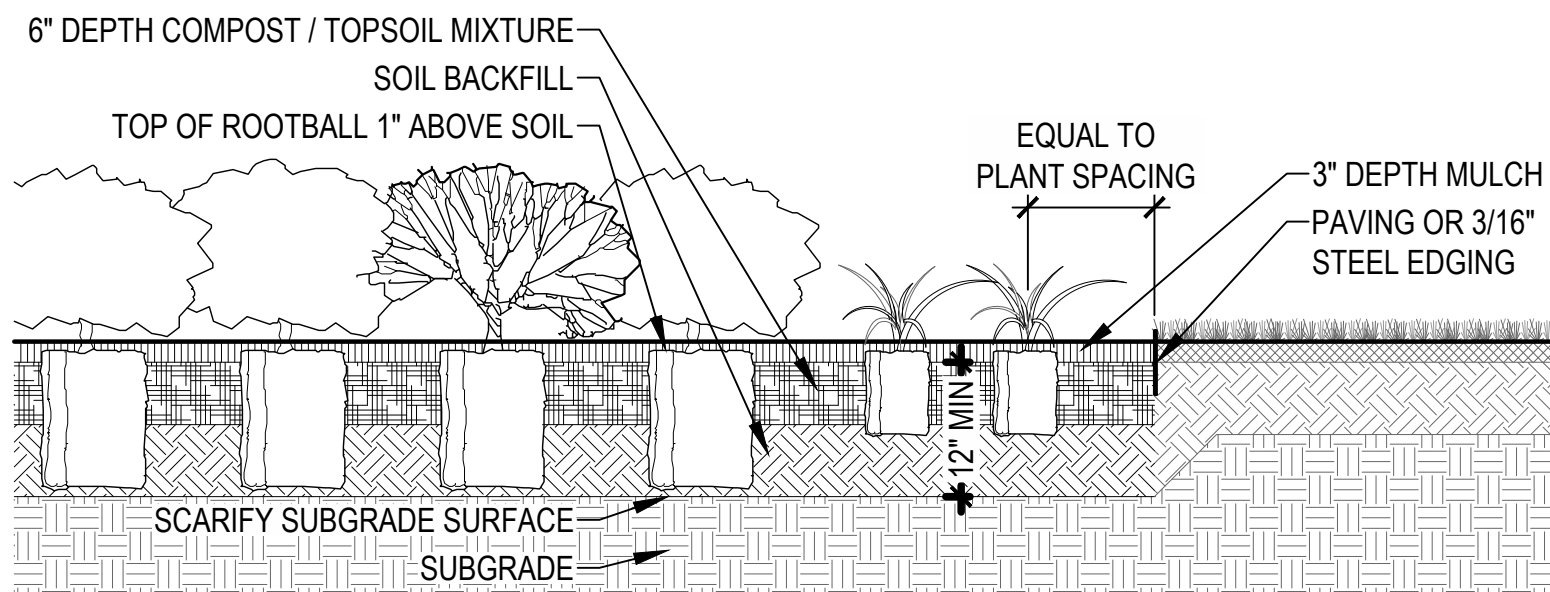 6" DEPTH COMPOST / TOPSOIL MIXTURE
SOIL BACKFILL
TOP OF ROOTBALL 1" ABOVE SOIL
EQUAL TO
PLANT SPACING
3" DEPTH MULCH
PAVING OR 3/16"
STEEL EDGING
12" MIN
SCARIFY SUBGRADE SURFACE
SUBGRADE